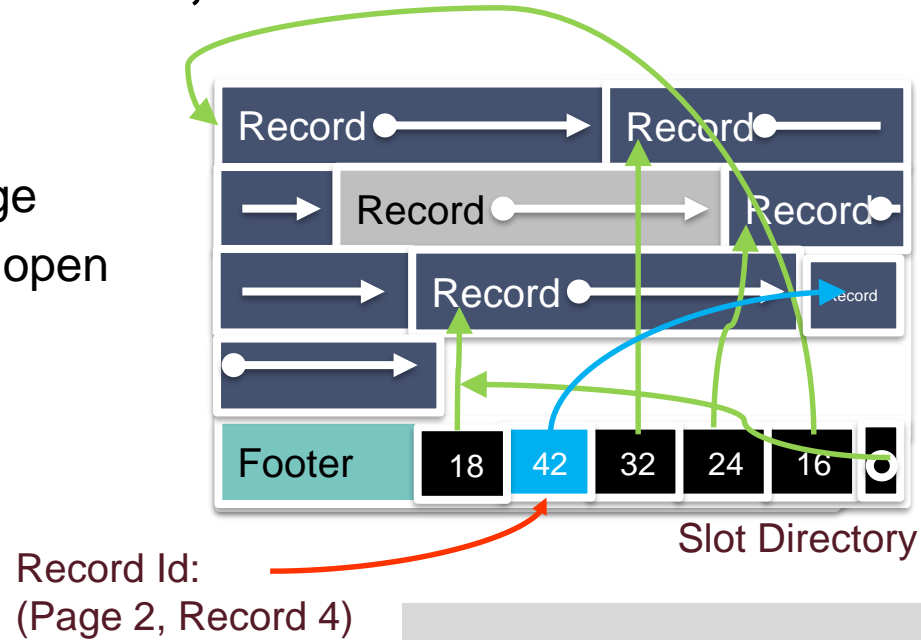 )
Record Record
ge Record Record
open
Record Record
Footer 18 42 32 24 16
Slot Directory
Record Id:
(Page 2, Record 4)